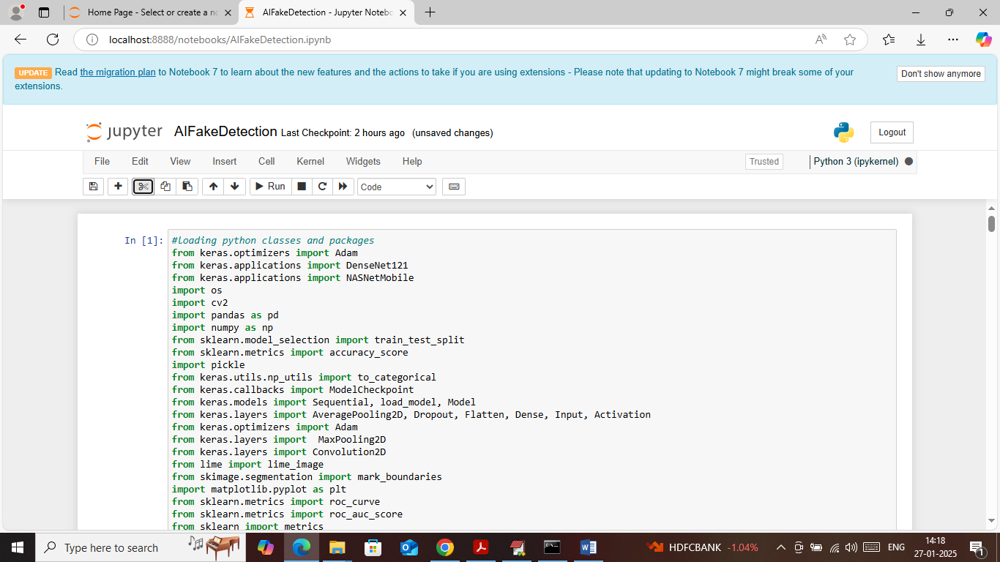 Home Page - Select or create a no
AIFakeDetection - Jupyter Notebo
localhost:8888/notebooks/AIFakeDetection.ipynb
UPDATE Read the migration plan to Notebook 7 to learn about the new features and the actions to take if you are using extensions - Please note that updating to Notebook 7 might break some of your
extensions.
Don't show anymore
jupyter AIFakeDetection Last Checkpoint: 2 hours ago (unsaved changes)
Logout
File Edit View Insert Cell Kernel Widgets Help
Trusted
Python 3 (ipykernel)
Run
Code
In [1]: #loading python classes and packages
from keras.optimizers import Adam
from keras.applications import DenseNet121
from keras.applications import NASNetMobile
import os
import cv2
import pandas as pd
import numpy as np
from sklearn.model_selection import train_test_split
from sklearn.metrics import accuracy_score
import pickle
from keras.utils.np_utils import to_categorical
from keras.callbacks import ModelCheckpoint
from keras.models import Sequential, load_model, Model
from keras.layers import AveragePooling2D, Dropout, Flatten, Dense, Input, Activation
from keras.optimizers import Adam
from keras.layers import  MaxPooling2D
from keras.layers import Convolution2D
from lime import lime_image
from skimage.segmentation import mark_boundaries
import matplotlib.pyplot as plt
from sklearn.metrics import roc_curve
from sklearn.metrics import roc_auc_score
from sklearn import metrics
Type here to search
HDFCBANK -1.04%
ENG
14:18
27-01-2025
1